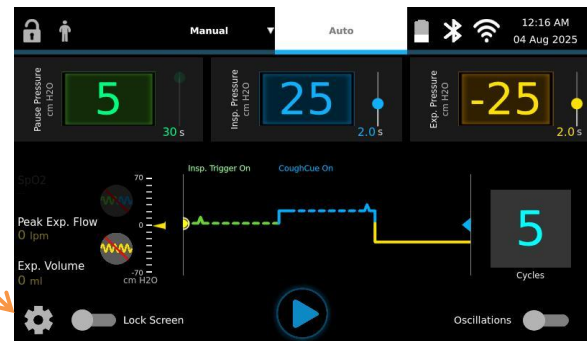 Manual
Auto
12:16 AM
04 Aug 2025
Pause Pressure
cm H2O
5
30 s
Insp. Pressure
cm H2O
25
2.0 s
Exp. Pressure
cm H2O
-25
2.0 s
SpO2
Peak Exp. Flow
0 lpm
Exp. Volume
0 ml
70
0
-70
cm H2O
Insp. Trigger On
CoughCue On
5
Cycles
Lock Screen
Oscillations